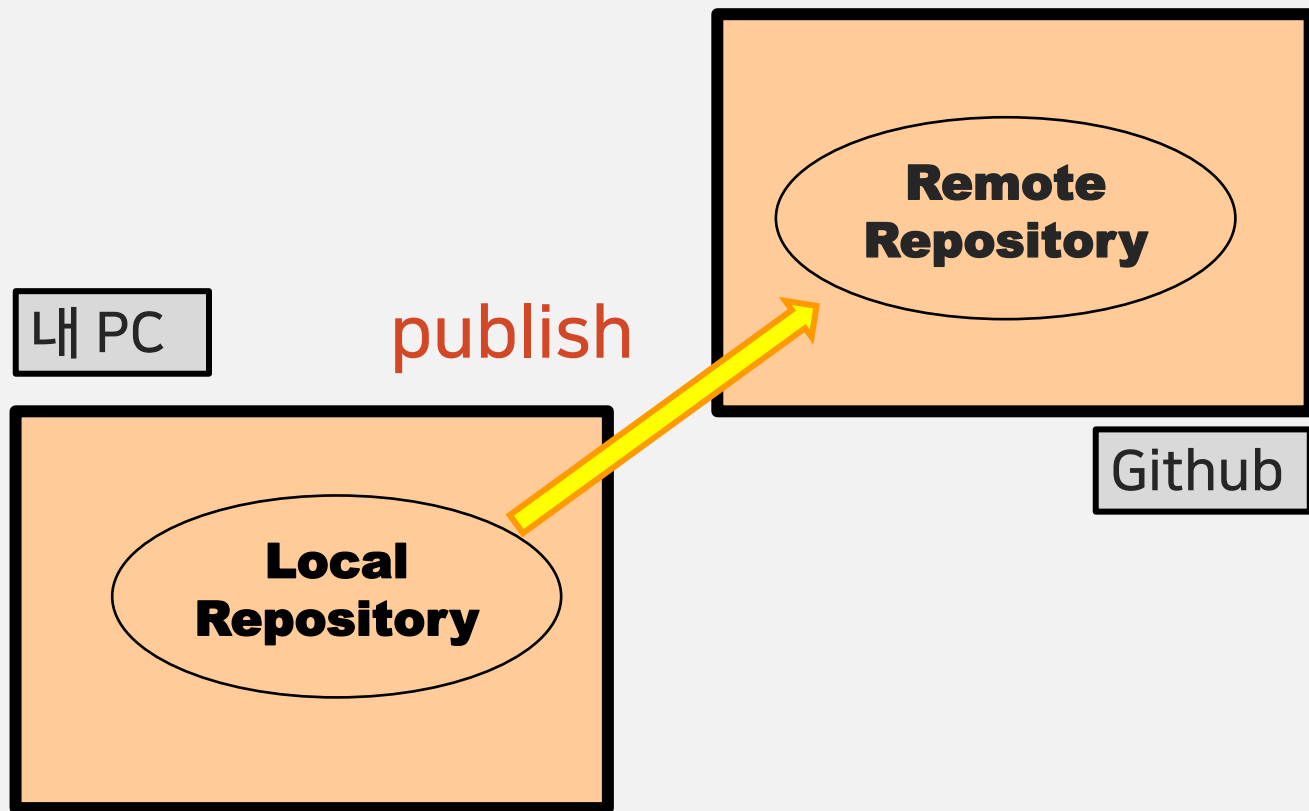 Remote
Repository
내 PC
publish
Github
Local
Repository